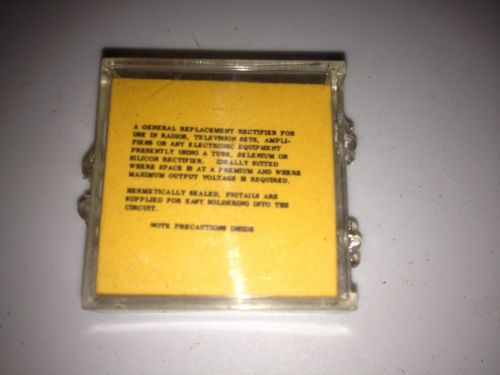 A GENERAL REPLACEMENT RECTIFIER FOR
USE IN RADIOS, TELEVISION SETS, AMPLI-
FIERS OR ANY ELECTRONIC EQUIPMENT
PRESENTLY USING A TUBE, SELENIUM OR
SILICON RECTIFIER. IDEALLY SUITED
WHERE SPACE IS AT A PREMIUM AND WHERE
MAXIMUM OUTPUT VOLTAGE IS REQUIRED.
HERMETICALLY SEALED, PIGTAILS ARE
SUPPLIED FOR EASY SOLDERING INTO THE
CIRCUIT.
NOTE PRECAUTIONS INSIDE